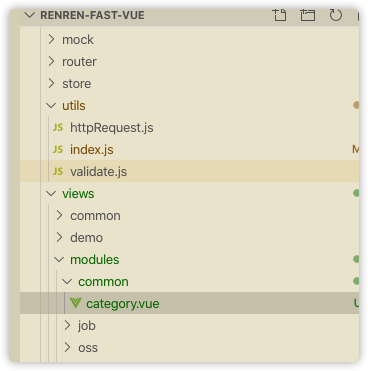 RENREN-FAST-VUE
mock
router
store
utils
JS httpRequest.js
JS index.js M
JS validate.js
views
common
demo
modules
common
category.vue U
job
oss